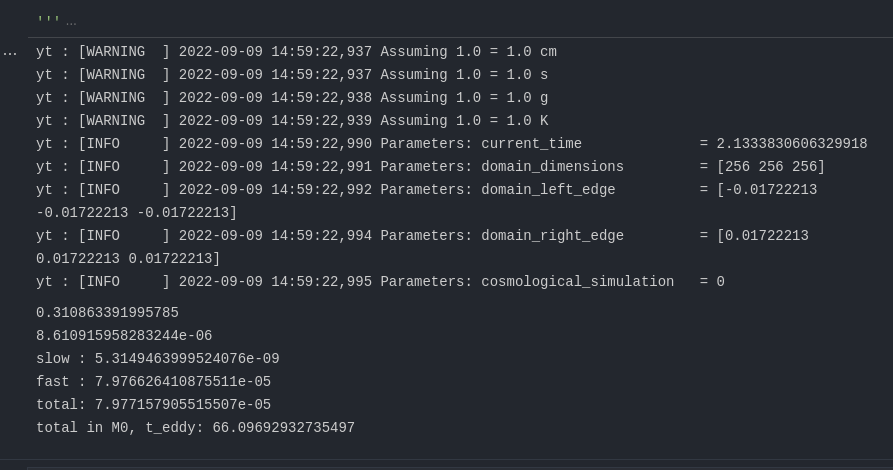 ''' ...
... yt : [WARNING  ] 2022-09-09 14:59:22,937 Assuming 1.0 = 1.0 cm
yt : [WARNING  ] 2022-09-09 14:59:22,937 Assuming 1.0 = 1.0 s
yt : [WARNING  ] 2022-09-09 14:59:22,938 Assuming 1.0 = 1.0 g
yt : [WARNING  ] 2022-09-09 14:59:22,939 Assuming 1.0 = 1.0 K
yt : [INFO     ] 2022-09-09 14:59:22,990 Parameters: current_time              = 2.1333830606329918
yt : [INFO     ] 2022-09-09 14:59:22,991 Parameters: domain_dimensions         = [256 256 256]
yt : [INFO     ] 2022-09-09 14:59:22,992 Parameters: domain_left_edge          = [-0.01722213
-0.01722213 -0.01722213]
yt : [INFO     ] 2022-09-09 14:59:22,994 Parameters: domain_right_edge         = [0.01722213
0.01722213 0.01722213]
yt : [INFO     ] 2022-09-09 14:59:22,995 Parameters: cosmological_simulation   = 0
0.310863391995785
8.610915958283244e-06
slow : 5.3149463999524076e-09
fast : 7.976626410875511e-05
total: 7.977157905515507e-05
total in M0, t_eddy: 66.09692932735497